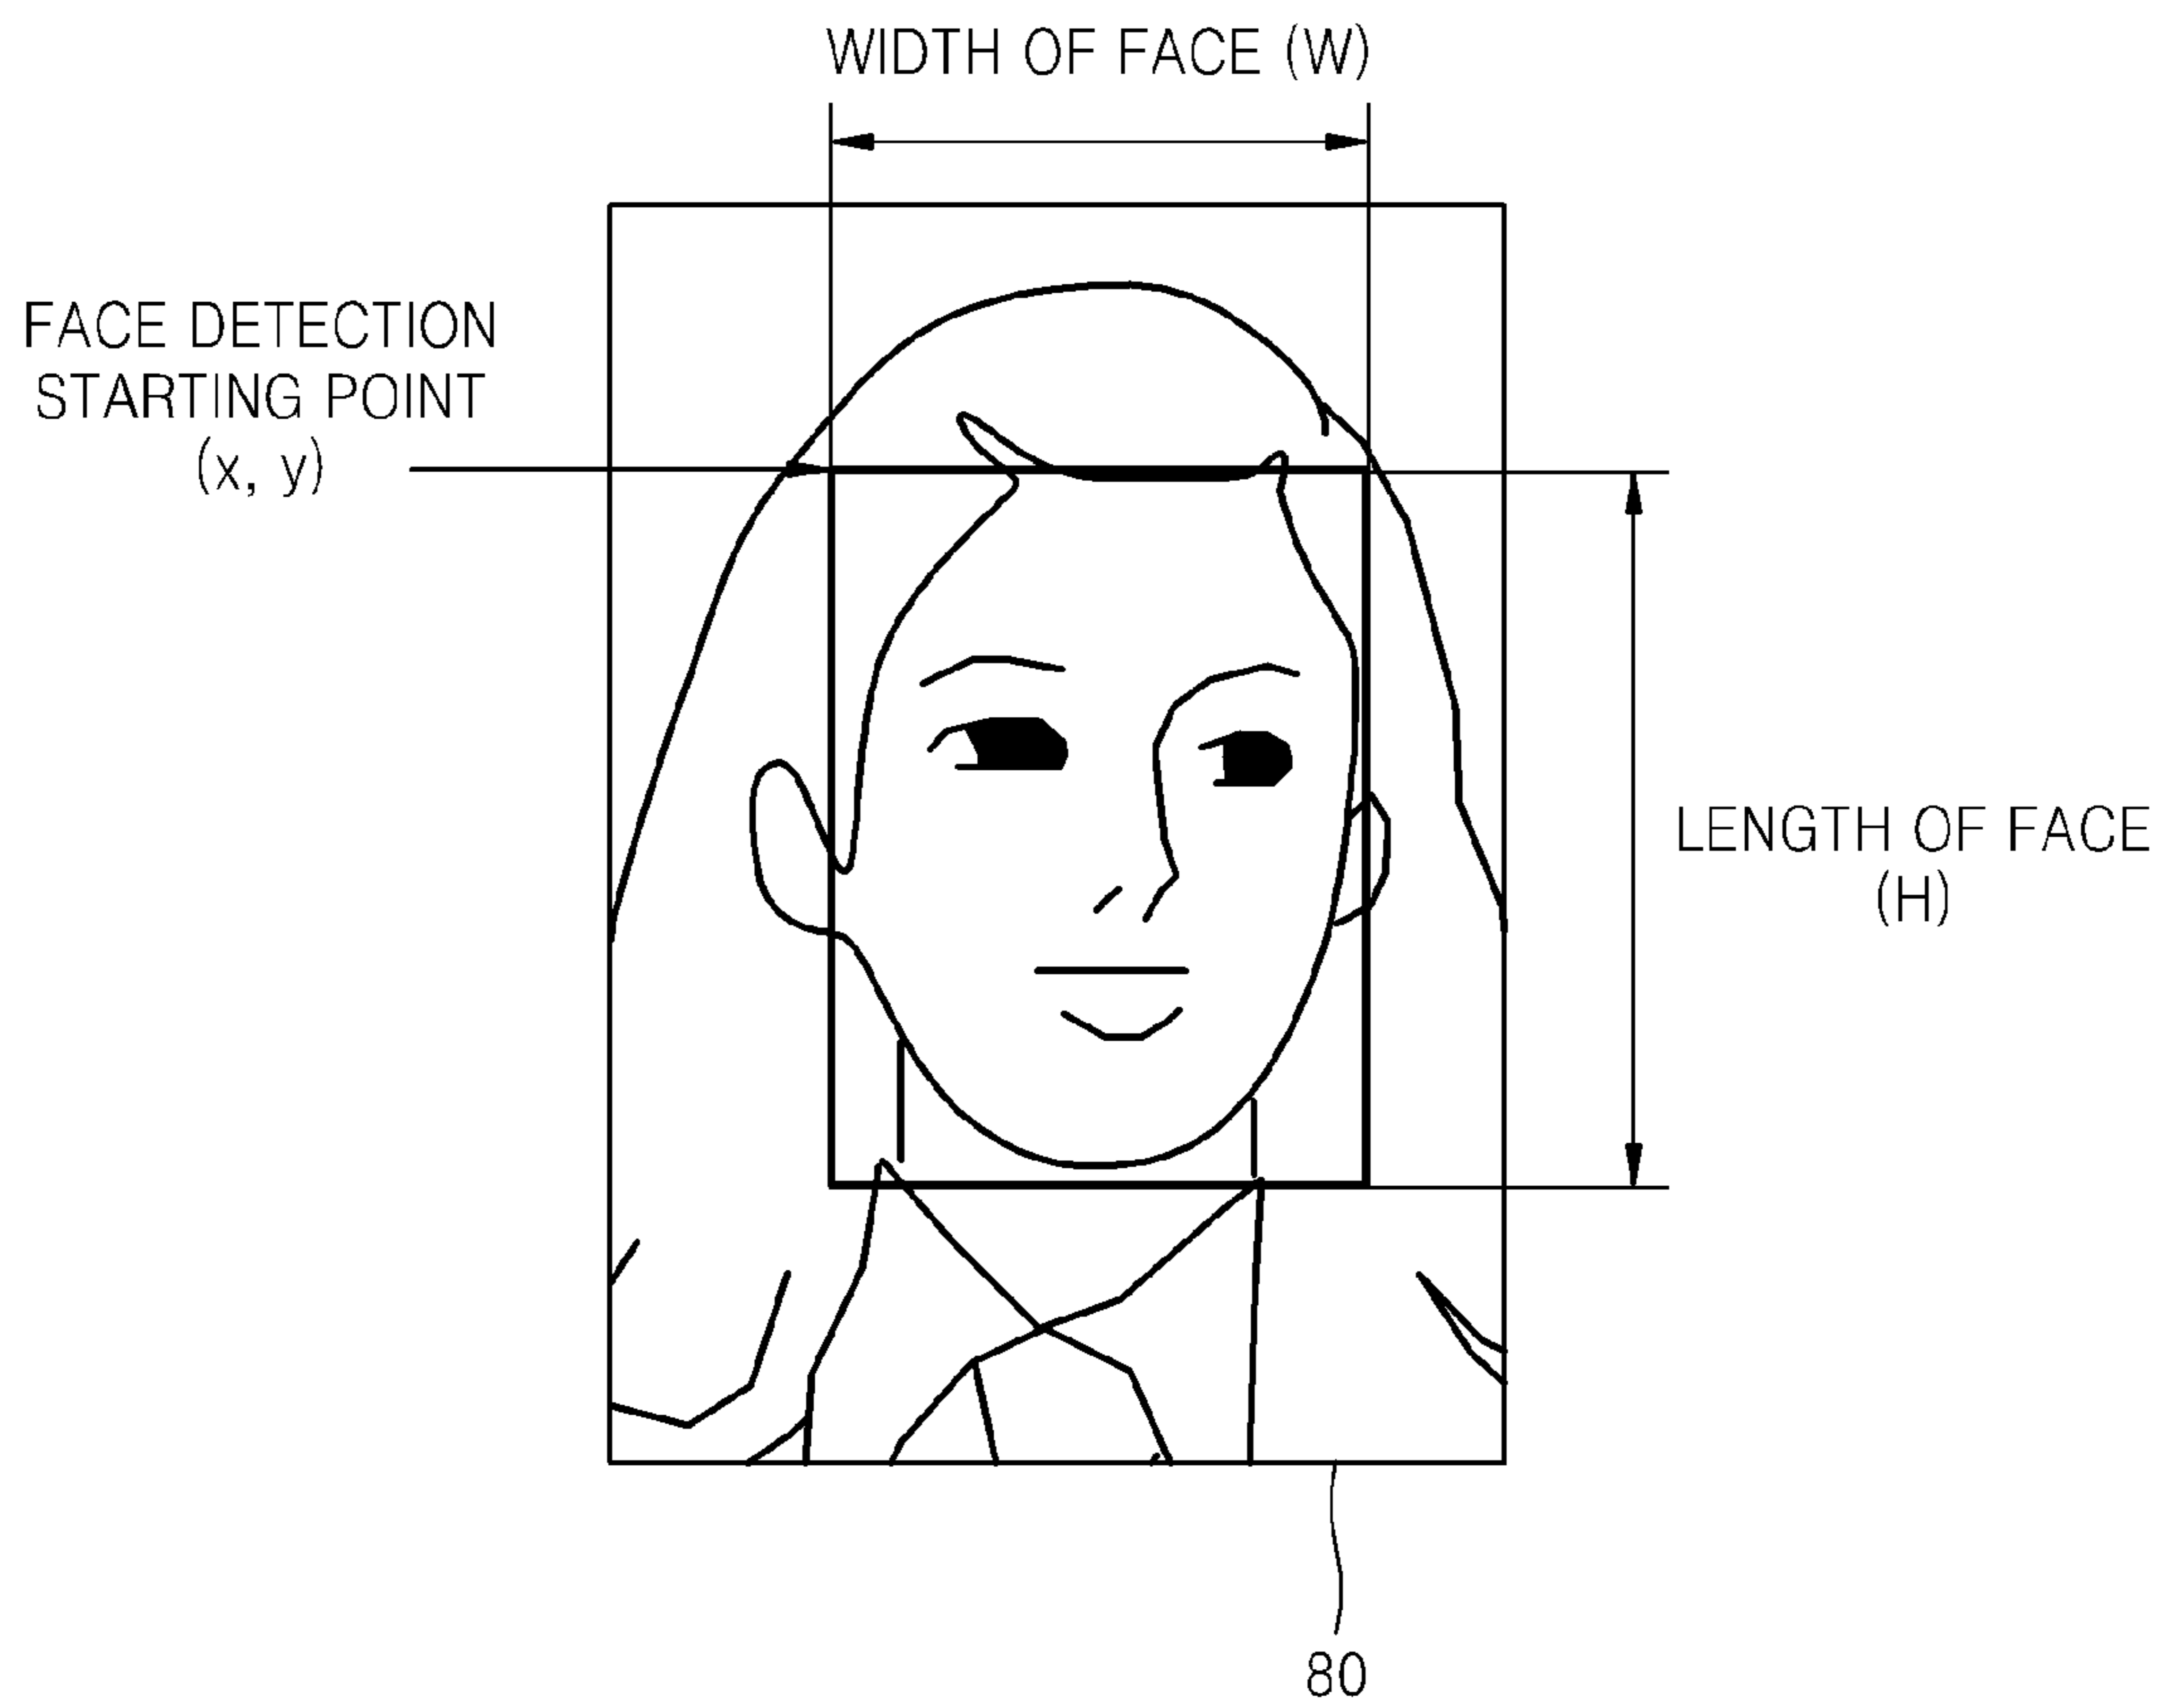 WIDTH OF FACE (W)
FACE DETECTION
STARTING POINT
(x, y)
LENGTH OF FACE
(H)
80